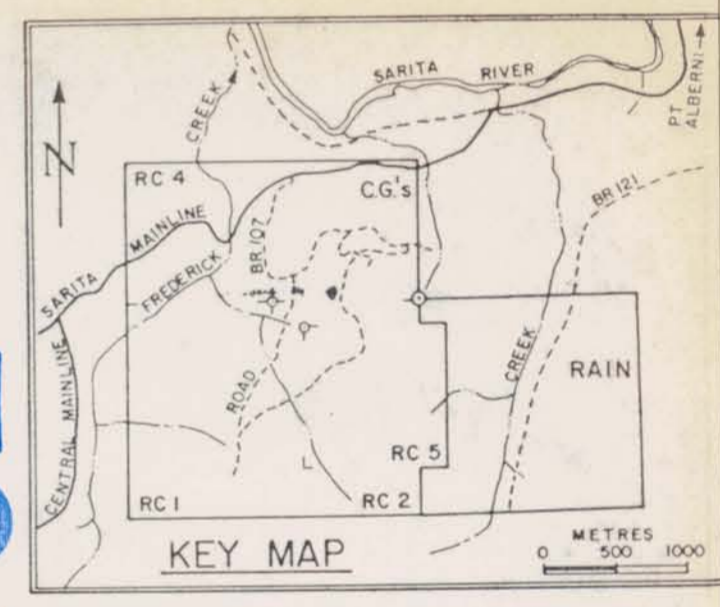 SARITA RIVER
PT ALBERNI
CREEK
N
RC 4
C.G.'s
BR 121
SARITA MAINLINE
FREDERICK
BR 107
CENTRAL MAINLINE
ROAD
CREEK
RAIN
L
RC 5
RC 1
RC 2
KEY MAP
METRES
0 500 1000